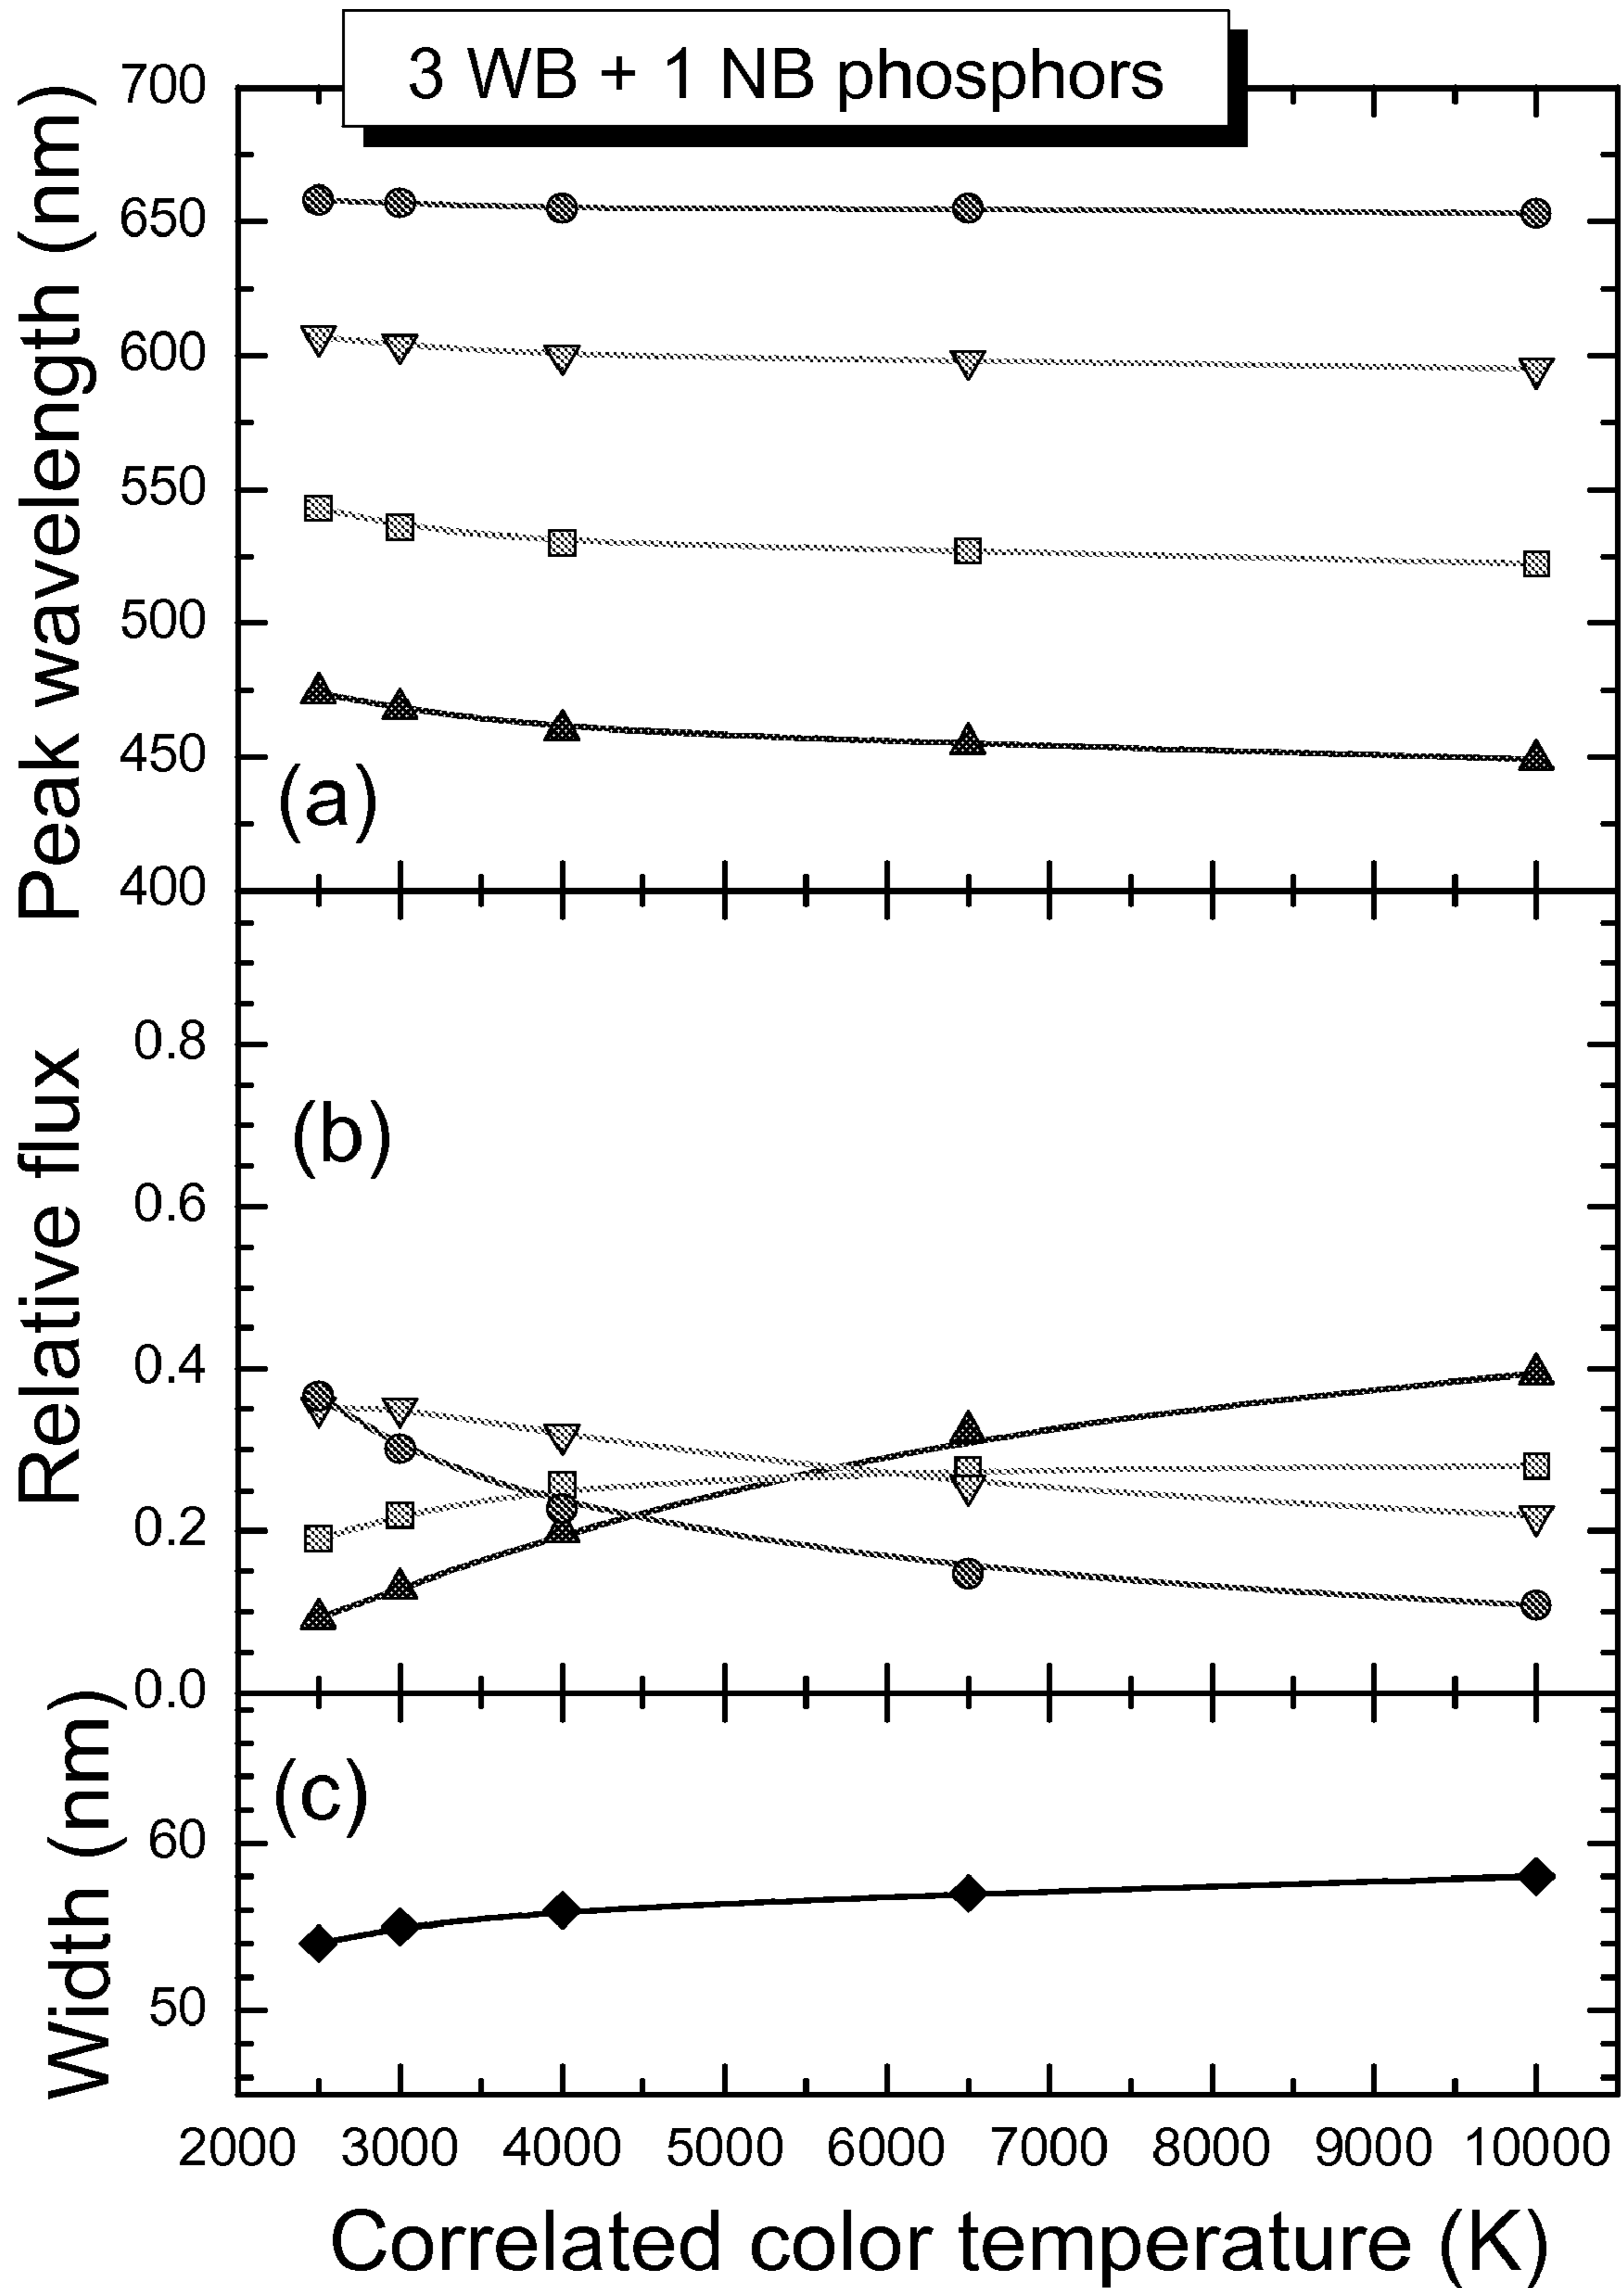 3 WB + 1 NB phosphors
Peak wavelength (nm)
700
650
600
550
500
450
400
(a)
Relative flux
0.8
0.6
0.4
0.2
0.0
(b)
Width (nm)
60
50
(c)
2000 3000 4000 5000 6000 7000 8000 9000 10000
Correlated color temperature (K)